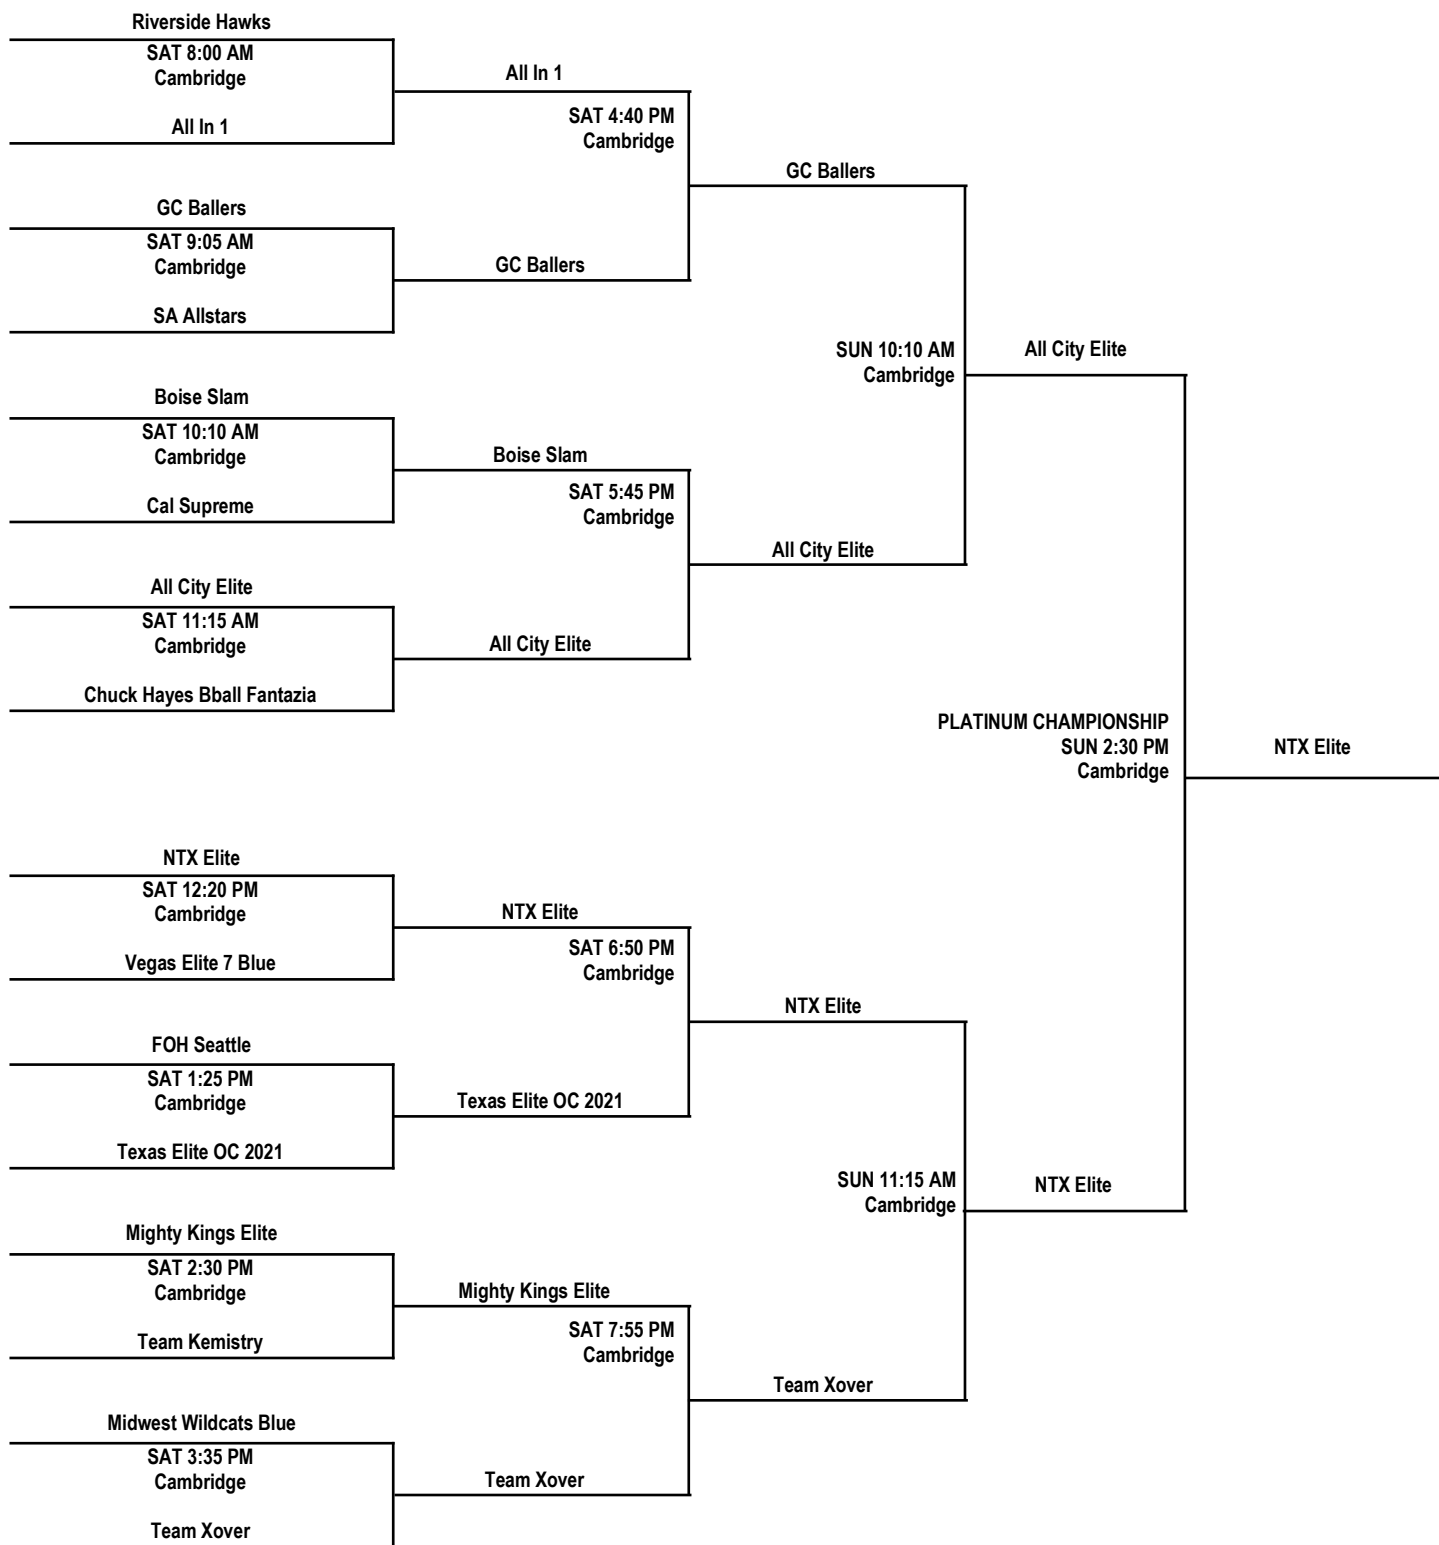 Riverside Hawks
SAT 8:00 AM
Cambridge
All In 1
All In 1
SAT 4:40 PM
Cambridge
GC Ballers
GC Ballers
SAT 9:05 AM
Cambridge
GC Ballers
SA Allstars
SUN 10:10 AM
Cambridge
All City Elite
Boise Slam
SAT 10:10 AM
Cambridge
Boise Slam
Cal Supreme
SAT 5:45 PM
Cambridge
All City Elite
All City Elite
SAT 11:15 AM
Cambridge
All City Elite
Chuck Hayes Bball Fantazia
PLATINUM CHAMPIONSHIP
SUN 2:30 PM
Cambridge
NTX Elite
NTX Elite
SAT 12:20 PM
Cambridge
NTX Elite
Vegas Elite 7 Blue
SAT 6:50 PM
Cambridge
NTX Elite
FOH Seattle
SAT 1:25 PM
Cambridge
Texas Elite OC 2021
Texas Elite OC 2021
SUN 11:15 AM
Cambridge
NTX Elite
Mighty Kings Elite
SAT 2:30 PM
Cambridge
Mighty Kings Elite
Team Kemistry
SAT 7:55 PM
Cambridge
Team Xover
Midwest Wildcats Blue
SAT 3:35 PM
Cambridge
Team Xover
Team Xover